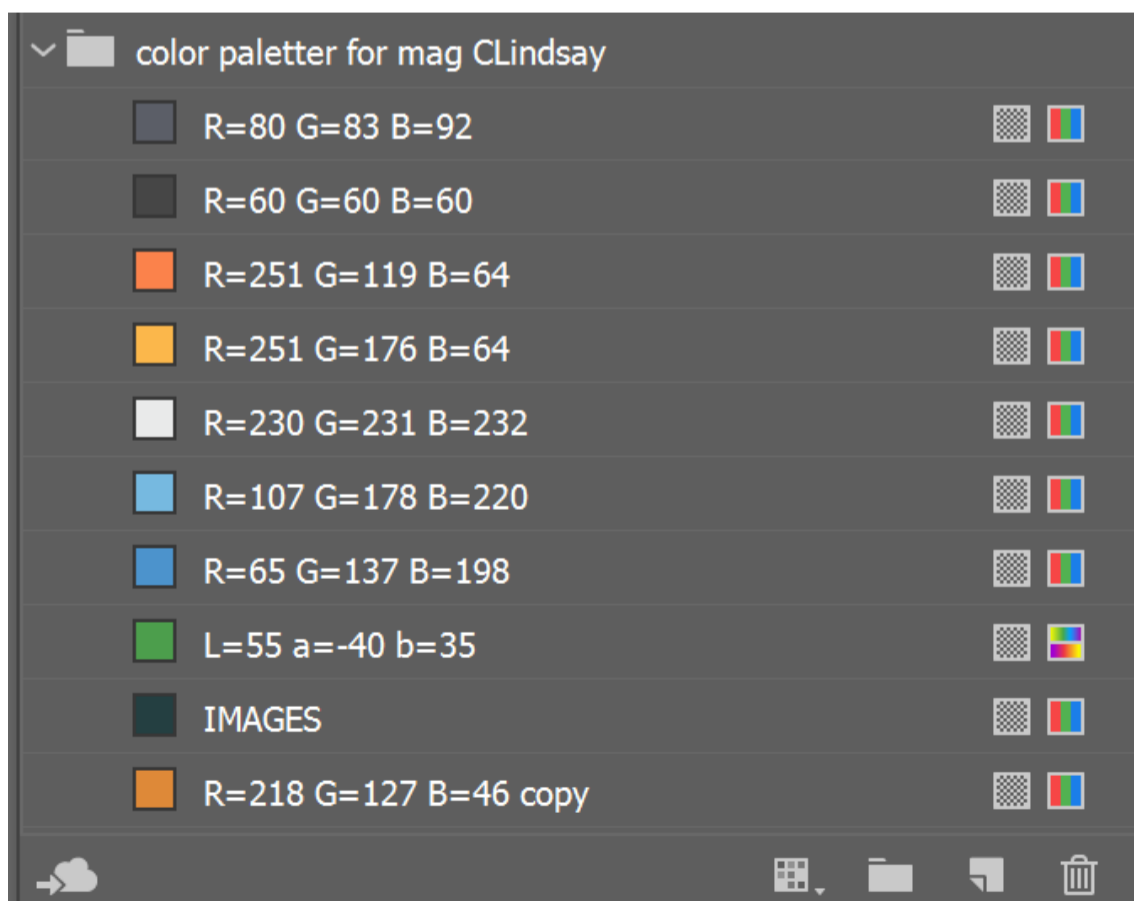 color paletter for mag CLindsay
R=80 G=83 B=92
R=60 G=60 B=60
R=251 G=119 B=64
R=251 G=176 B=64
R=230 G=231 B=232
R=107 G=178 B=220
R=65 G=137 B=198
L=55 a=-40 b=35
IMAGES
R=218 G=127 B=46 copy